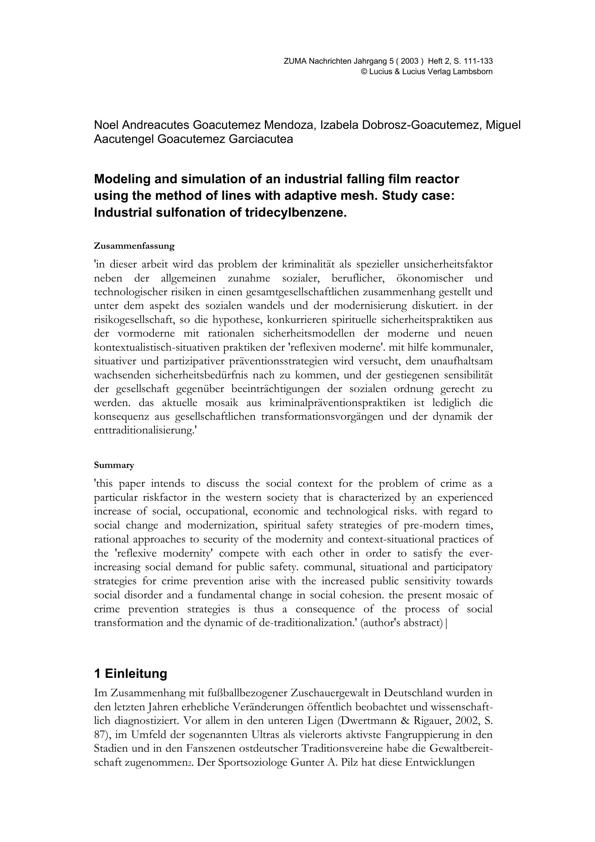 ZUMA Nachrichten Jahrgang 5 ( 2003 ) Heft 2, S. 111-133
© Lucius & Lucius Verlag Lambsborn
Noel Andreacutes Goacutemez Mendoza, Izabela Dobrosz-Goacutemez, Miguel
Aacutengel Goacutemez Garciacutea
Modeling and simulation of an industrial falling film reactor
using the method of lines with adaptive mesh. Study case:
Industrial sulfonation of tridecylbenzene.
Zusammenfassung
'in dieser arbeit wird das problem der kriminalität als spezieller unsicherheitsfaktor
neben der allgemeinen zunahme sozialer, beruflicher, ökonomischer und
technologischer risiken in einen gesamtgesellschaftlichen zusammenhang gestellt und
unter dem aspekt des sozialen wandels und der modernisierung diskutiert. in der
risikogesellschaft, so die hypothese, konkurrieren spirituelle sicherheitspraktiken aus
der vormoderne mit rationalen sicherheitsmodellen der moderne und neuen
kontextualistisch-situativen praktiken der 'reflexiven moderne'. mit hilfe kommunaler,
situativer und partizipativer präventionsstrategien wird versucht, dem unaufhaltsam
wachsenden sicherheitsbedürfnis nach zu kommen, und der gestiegenen sensibilität
der gesellschaft gegenüber beeinträchtigungen der sozialen ordnung gerecht zu
werden. das aktuelle mosaik aus kriminalpräventionspraktiken ist lediglich die
konsequenz aus gesellschaftlichen transformationsvorgängen und der dynamik der
enttraditionalisierung.'
Summary
'this paper intends to discuss the social context for the problem of crime as a
particular riskfactor in the western society that is characterized by an experienced
increase of social, occupational, economic and technological risks. with regard to
social change and modernization, spiritual safety strategies of pre-modern times,
rational approaches to security of the modernity and context-situational practices of
the 'reflexive modernity' compete with each other in order to satisfy the ever-
increasing social demand for public safety. communal, situational and participatory
strategies for crime prevention arise with the increased public sensitivity towards
social disorder and a fundamental change in social cohesion. the present mosaic of
crime prevention strategies is thus a consequence of the process of social
transformation and the dynamic of de-traditionalization.' (author's abstract)|
1 Einleitung
Im Zusammenhang mit fußballbezogener Zuschauergewalt in Deutschland wurden in
den letzten Jahren erhebliche Veränderungen öffentlich beobachtet und wissenschaft-
lich diagnostiziert. Vor allem in den unteren Ligen (Dwertmann & Rigauer, 2002, S.
87), im Umfeld der sogenannten Ultras als vielerorts aktivste Fangruppierung in den
Stadien und in den Fanszenen ostdeutscher Traditionsvereine habe die Gewaltbereit-
schaft zugenommen2. Der Sportsoziologe Gunter A. Pilz hat diese Entwicklungen